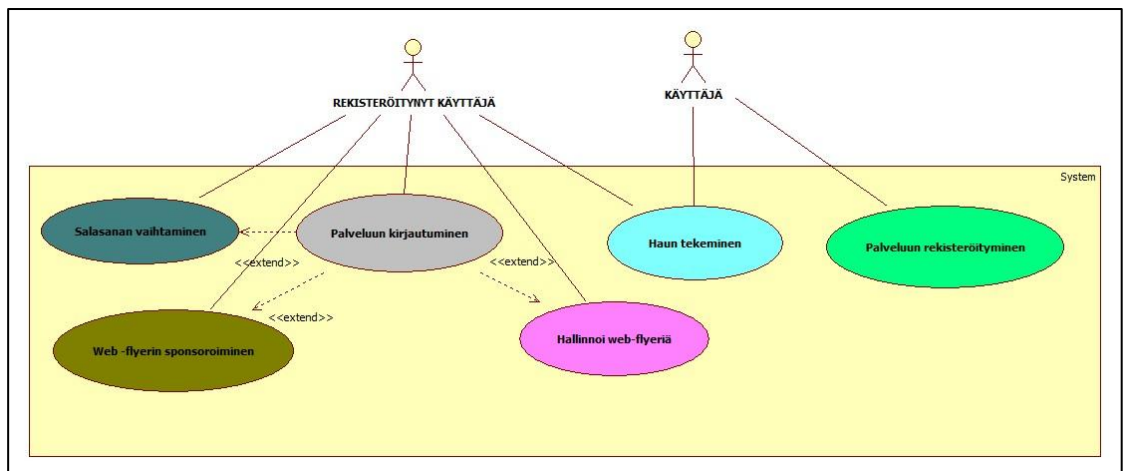 REKISTERÖITYNYT KÄYTTÄJÄ
KÄYTTÄJÄ
System
Salasanan vaihtaminen
Palveluun kirjautuminen
Haun tekeminen
Palveluun rekisteröityminen
<<extend>>
<<extend>>
<<extend>>
Web -flyerin sponsoroiminen
Hallinnoi web-flyeriä